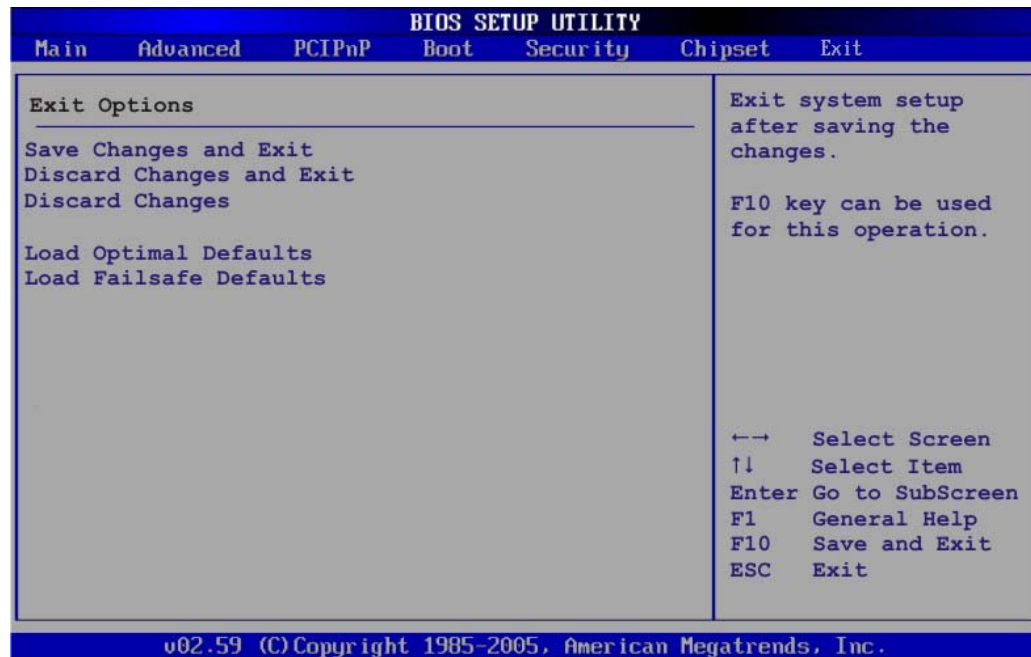 BIOS SETUP UTILITY
Main Advanced PCIPnP Boot Security Chipset Exit
Exit Options
Save Changes and Exit
Discard Changes and Exit
Discard Changes
Load Optimal Defaults
Load Failsafe Defaults
Exit system setup
after saving the
changes.
F10 key can be used
for this operation.
←→ Select Screen
↑↓ Select Item
Enter Go to SubScreen
F1 General Help
F10 Save and Exit
ESC Exit
v02.59 (C)Copyright 1985-2005, American Megatrends, Inc.